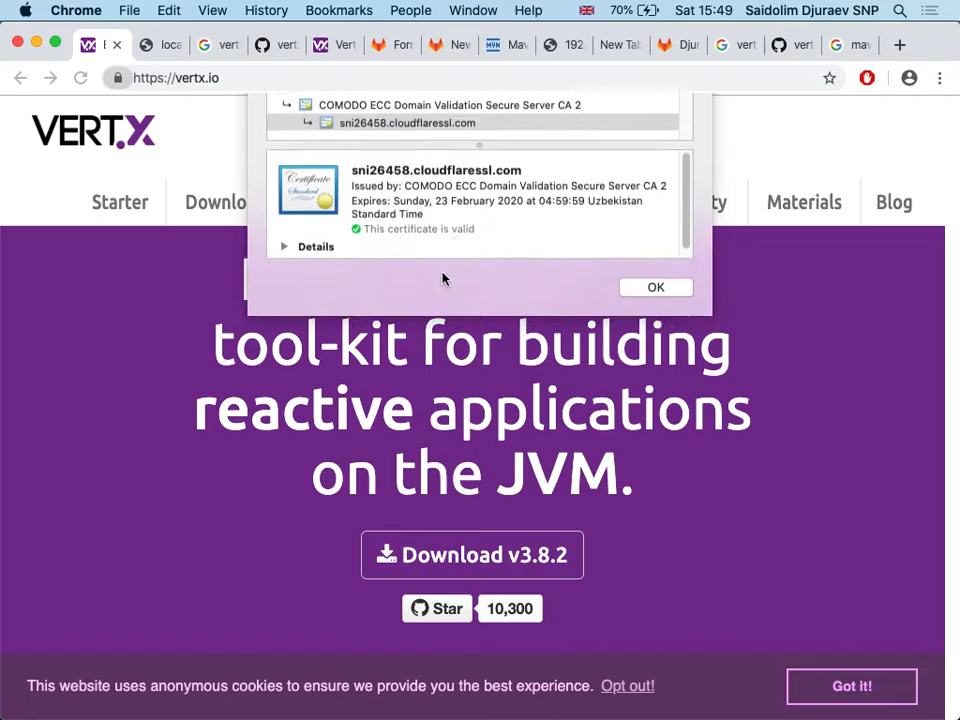 Chrome File Edit View History Bookmarks People Window Help 70% Sat 15:49 Saidolim Djuraev SNP
loca vert vert Vert Forr New MVN Mav 192. New Tab Djur vert vert mav
https://vertx.io
VERT.X
COMODO ECC Domain Validation Secure Server CA 2
sni26458.cloudflaressl.com
Certificate
Standard
sni26458.cloudflaressl.com
Issued by: COMODO ECC Domain Validation Secure Server CA 2
Expires: Sunday, 23 February 2020 at 04:59:59 Uzbekistan
Standard Time
This certificate is valid
Details
OK
Starter Downlo ty Materials Blog
tool-kit for building
reactive applications
on the JVM.
Download v3.8.2
Star 10,300
This website uses anonymous cookies to ensure we provide you the best experience. Opt out! Got it!